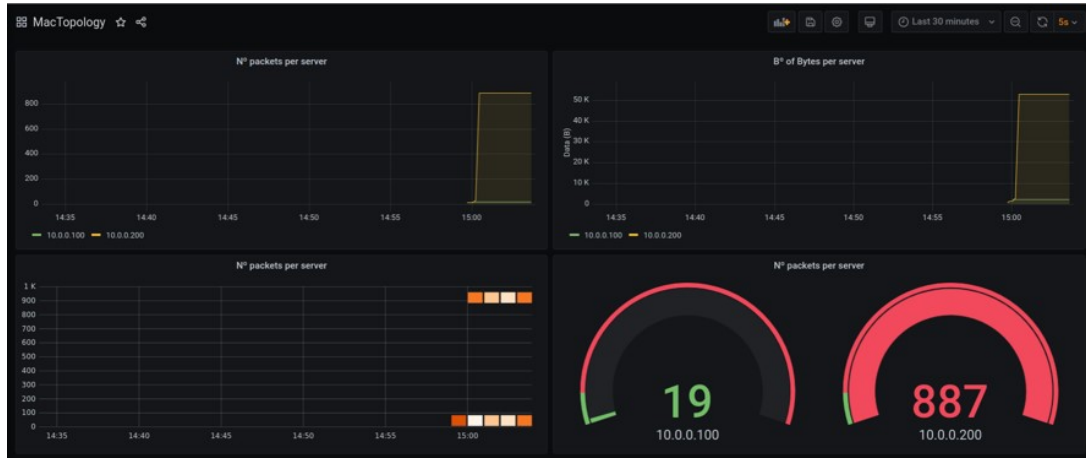 MacTopology
Last 30 minutes
5s
Nº packets per server
800
600
400
200
0
14:35 14:40 14:45 14:50 14:55 15:00
10.0.0.100 10.0.0.200
Bº of Bytes per server
Data (B)
50 K
40 K
30 K
20 K
10 K
0
14:35 14:40 14:45 14:50 14:55 15:00
10.0.0.100 10.0.0.200
Nº packets per server
1 K
900
800
700
600
500
400
300
200
100
0
14:35 14:40 14:45 14:50 14:55 15:00
Nº packets per server
19 887
10.0.0.100 10.0.0.200